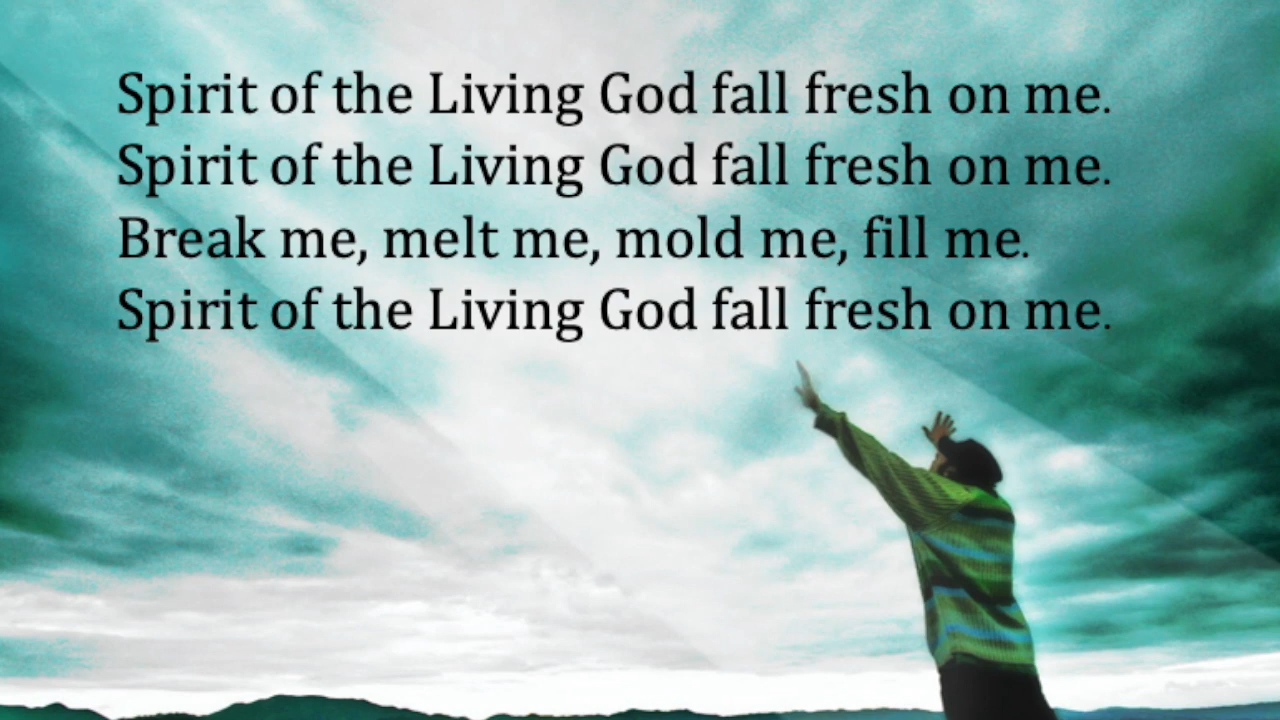 Spirit of the Living God fall fresh on me.
Spirit of the Living God fall fresh on me.
Break me, melt me, mold me, fill me.
Spirit of the Living God fall fresh on me.